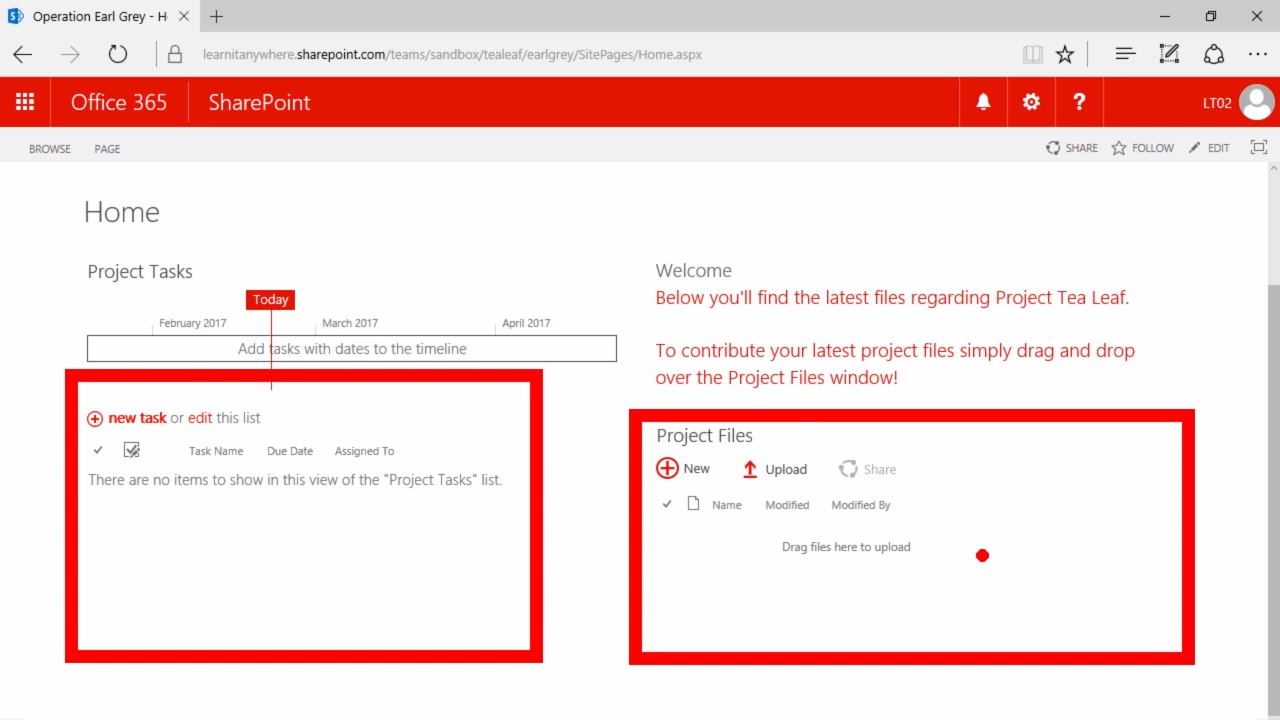 Operation Earl Grey - H
learnitanywhere.sharepoint.com/teams/sandbox/tealeaf/earlgrey/SitePages/Home.aspx
Office 365 SharePoint ? LT02
BROWSE PAGE SHARE FOLLOW EDIT
Home
Project Tasks
Today
February 2017 March 2017 April 2017
Add tasks with dates to the timeline
new task or edit this list
Task Name Due Date Assigned To
There are no items to show in this view of the "Project Tasks" list.
Welcome
Below you'll find the latest files regarding Project Tea Leaf.
To contribute your latest project files simply drag and drop
over the Project Files window!
Project Files
New Upload Share
Name Modified Modified By
Drag files here to upload